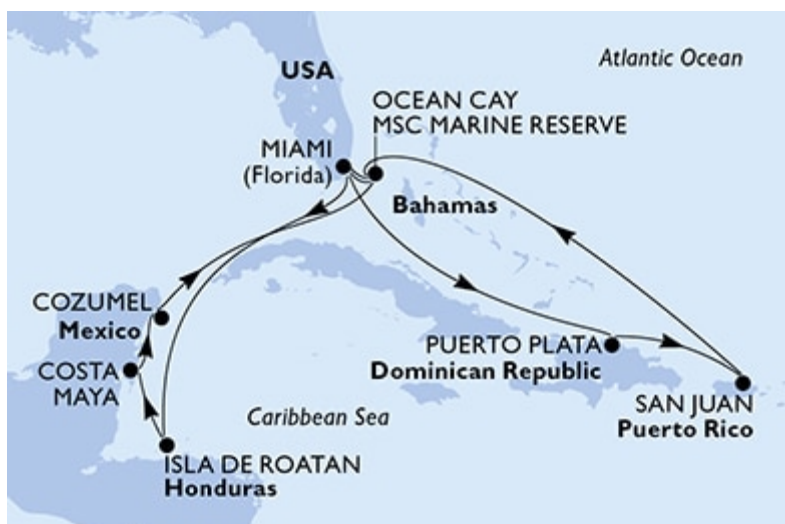 Atlantic Ocean
USA
OCEAN CAY
MSC MARINE RESERVE
MIAMI
(Florida)
Bahamas
COZUMEL
Mexico
PUERTO PLATA
Dominican Republic
COSTA
MAYA
SAN JUAN
Puerto Rico
Caribbean Sea
ISLA DE ROATAN
Honduras